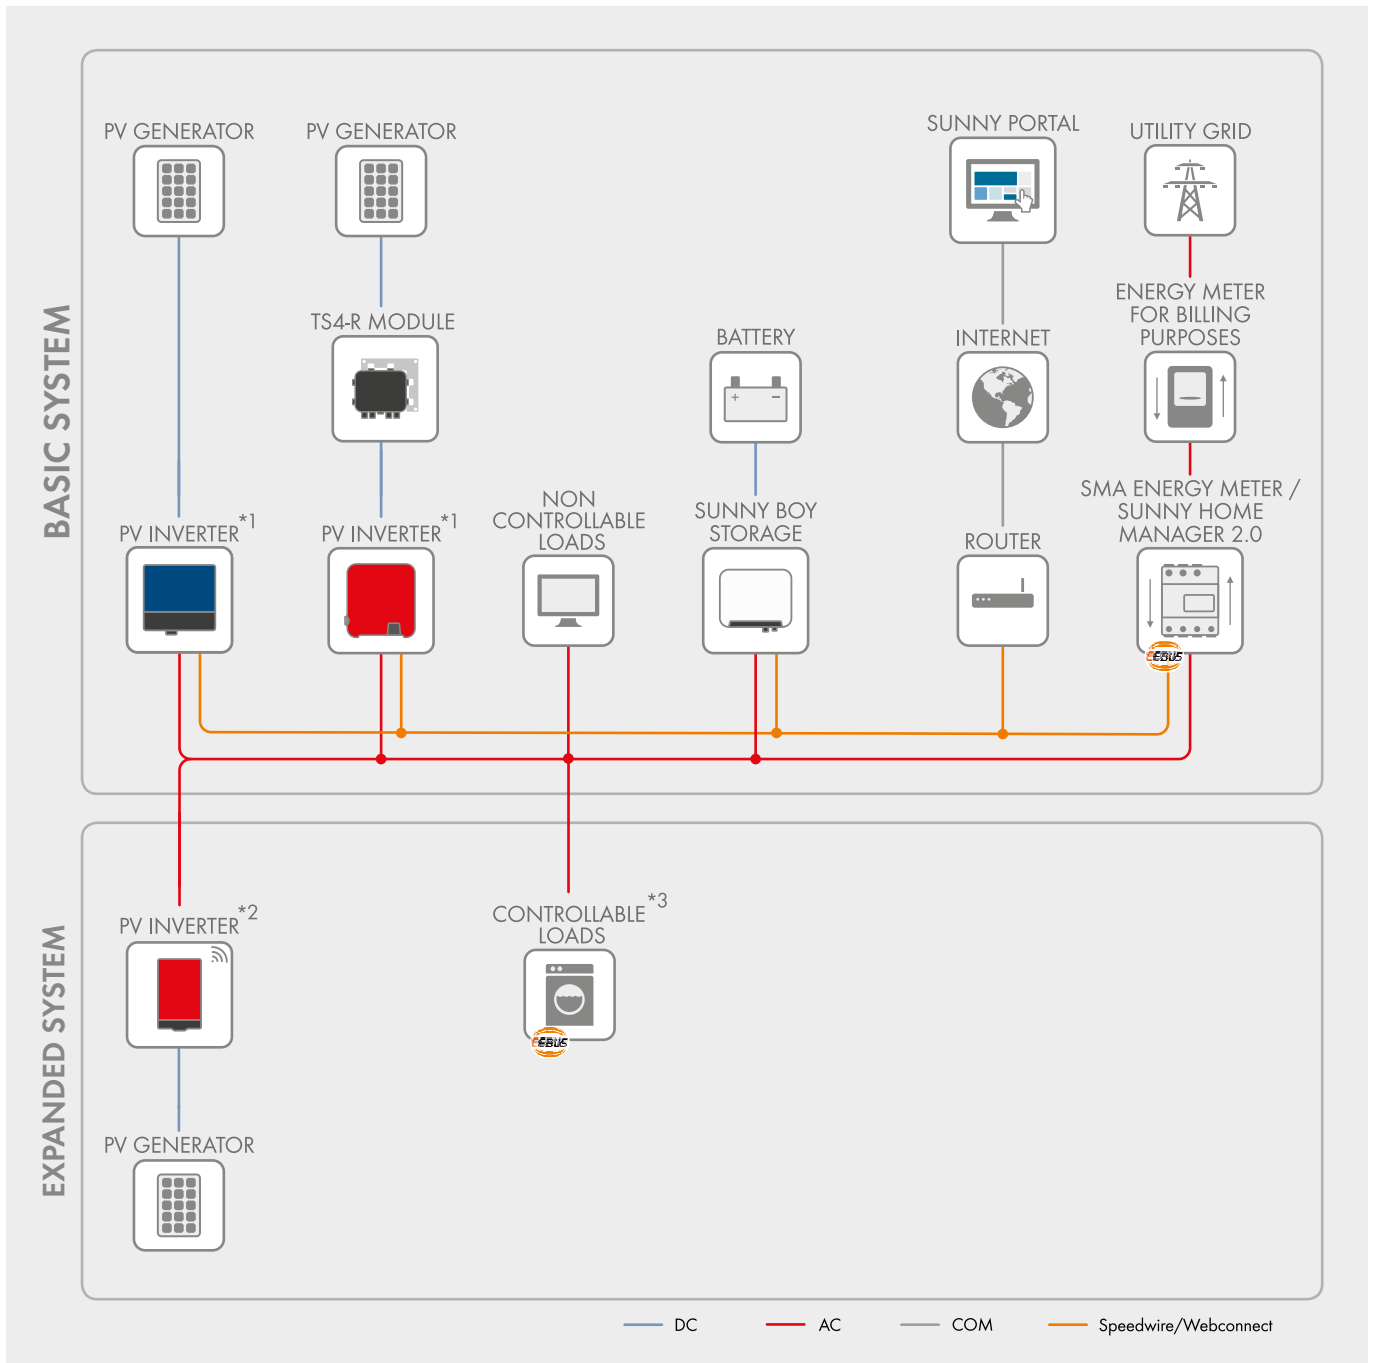 BASIC SYSTEM
PV GENERATOR
PV GENERATOR
SUNNY PORTAL
UTILITY GRID
TS4-R MODULE
BATTERY
+ −
INTERNET
ENERGY METER
FOR BILLING
PURPOSES
PV INVERTER*1
PV INVERTER*1
NON
CONTROLLABLE
LOADS
SUNNY BOY
STORAGE
ROUTER
SMA ENERGY METER /
SUNNY HOME
MANAGER 2.0
EEBUS
EXPANDED SYSTEM
PV INVERTER*2
CONTROLLABLE*3
LOADS
EEBUS
PV GENERATOR
DC
AC
COM
Speedwire/Webconnect